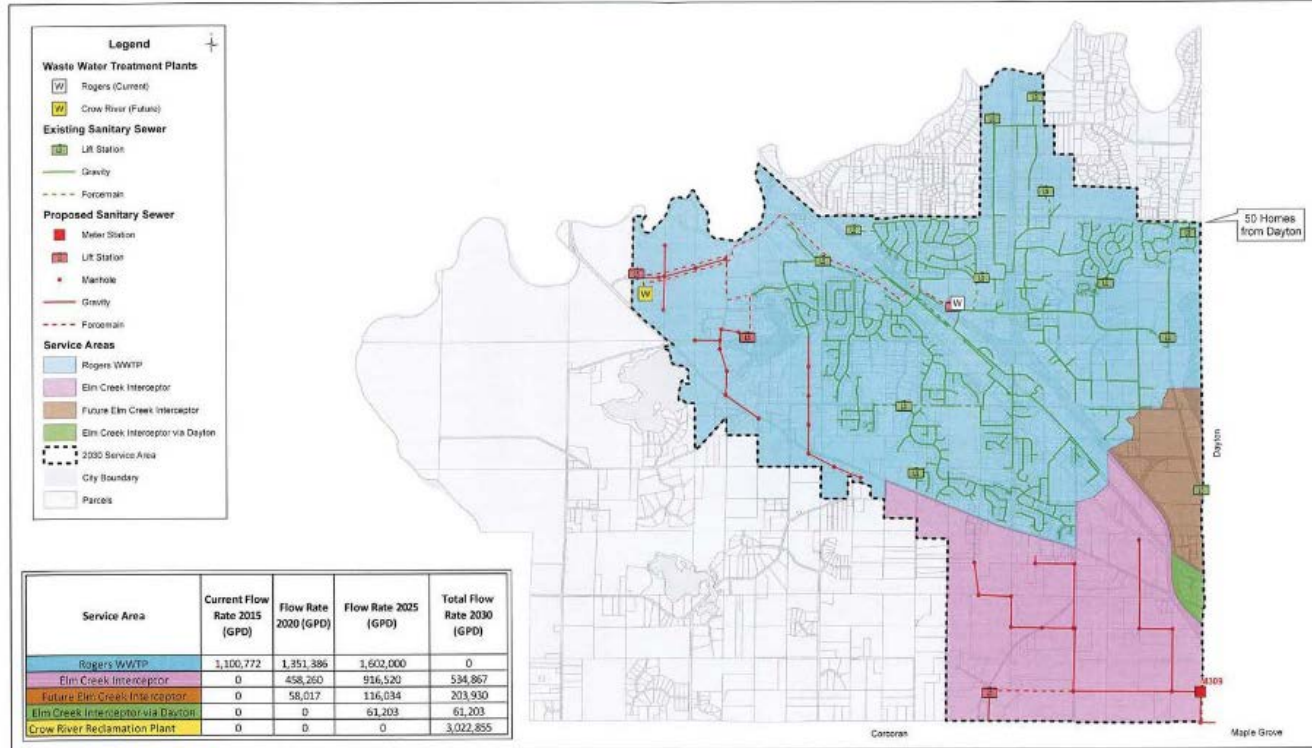 Legend
Waste Water Treatment Plants
W Rogers (Current)
W Crow River (Future)
Existing Sanitary Sewer
Lift Station
Gravity
Forcemain
Proposed Sanitary Sewer
Meter Station
Lift Station
Manhole
Gravity
Forcemain
Service Areas
Rogers WWTP
Elm Creek Interceptor
Future Elm Creek Interceptor
Elm Creek Interceptor via Dayton
2030 Service Area
City Boundary
Parcels
50 Homes
from Dayton
W
W
Dayton
Corcoran
Maple Grove
Service Area
Current Flow
Rate 2015
(GPD)
Flow Rate
2020 (GPD)
Flow Rate 2025
(GPD)
Total Flow
Rate 2030
(GPD)
Rogers WWTP 1,100,772 1,351,386 1,602,000 0
Elm Creek Interceptor 0 458,260 916,520 534,867
Future Elm Creek Interceptor 0 58,017 116,034 203,930
Elm Creek Interceptor via Dayton 0 0 61,203 61,203
Crow River Reclamation Plant 0 0 0 3,022,855